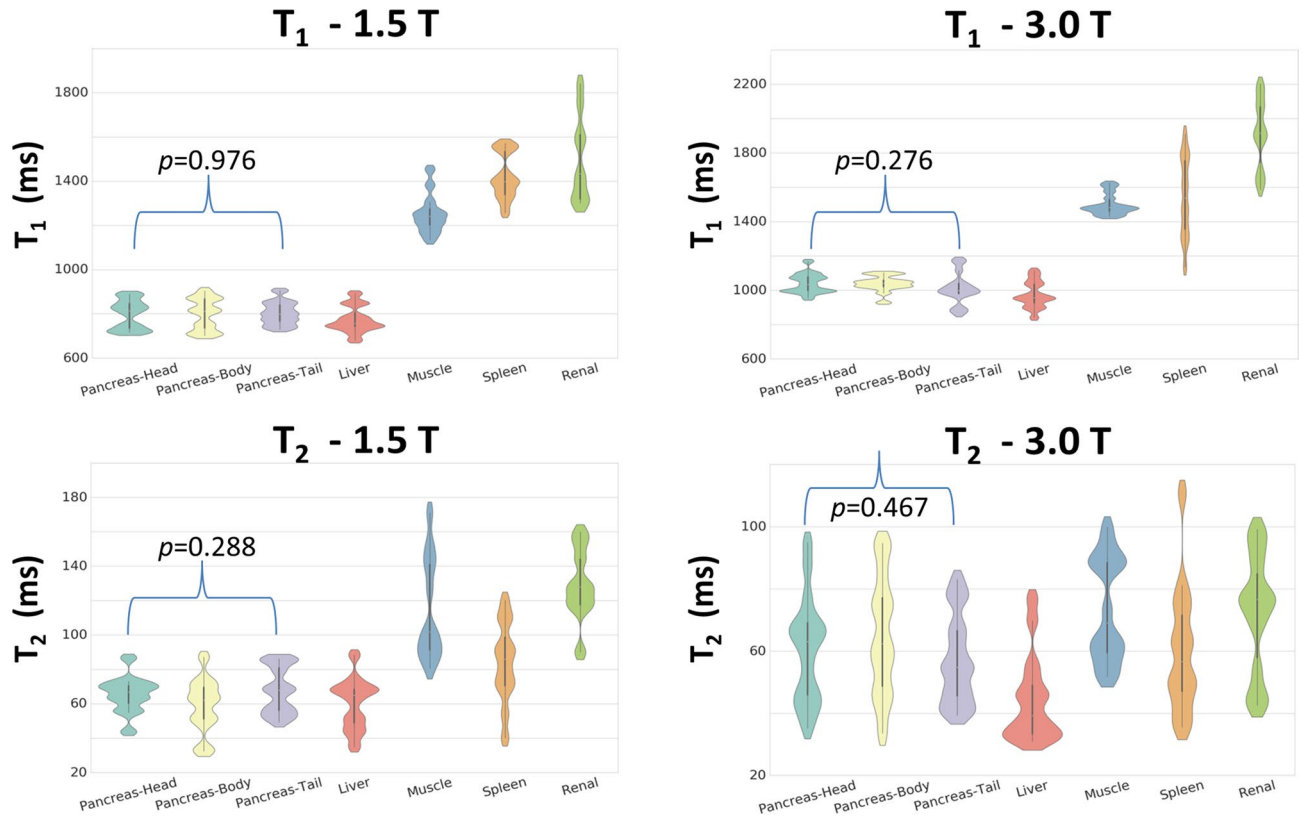 T1 - 1.5 T
T1 (ms)
1800
1400
1000
600
p=0.976
Pancreas-Head Pancreas-Body Pancreas-Tail Liver Muscle Spleen Renal
T1 - 3.0 T
T1 (ms)
2200
1800
1400
1000
600
p=0.276
Pancreas-Head Pancreas-Body Pancreas-Tail Liver Muscle Spleen Renal
T2 - 1.5 T
T2 (ms)
180
140
100
60
20
p=0.288
Pancreas-Head Pancreas-Body Pancreas-Tail Liver Muscle Spleen Renal
T2 - 3.0 T
T2 (ms)
100
60
20
p=0.467
Pancreas-Head Pancreas-Body Pancreas-Tail Liver Muscle Spleen Renal